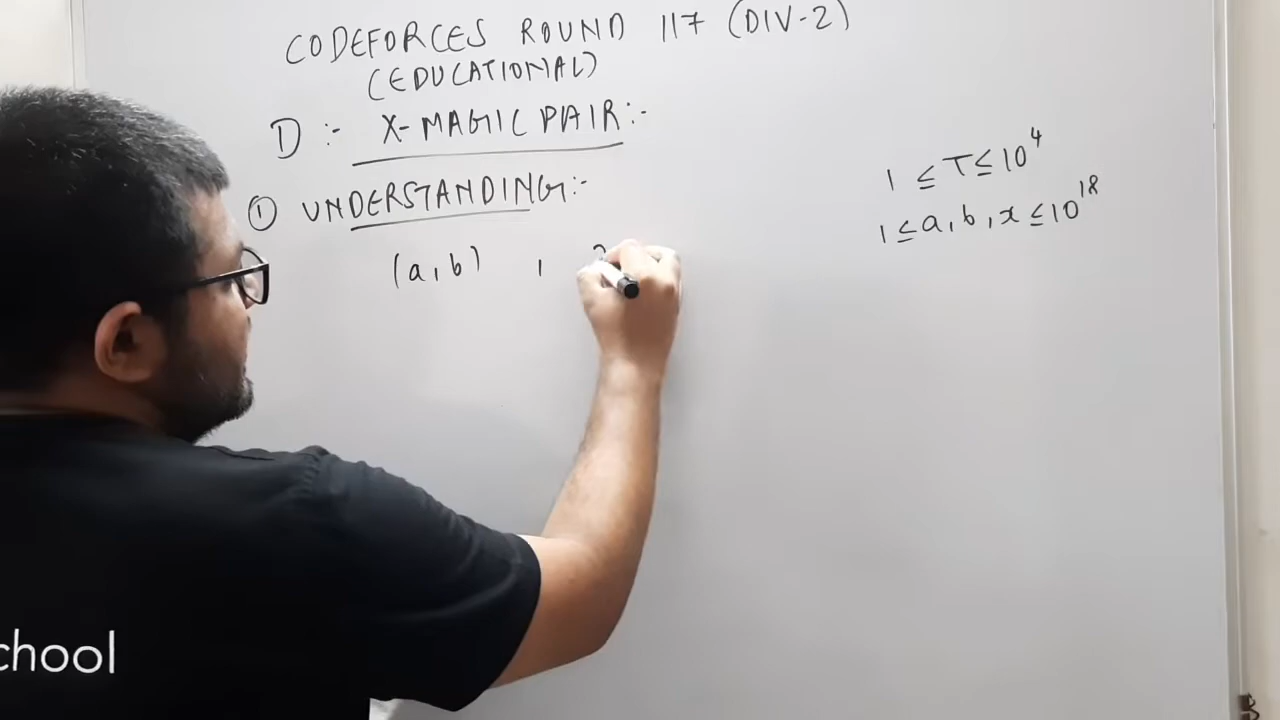 CODEFORCES ROUND 117 (DIV-2)
(EDUCATIONAL)
D :- X-MAGIC PAIR:-
① UNDERSTANDING:-
(a,b) ,
1 ≤ T ≤ 10⁴
1 ≤ a, b, x ≤ 10¹⁸
chool